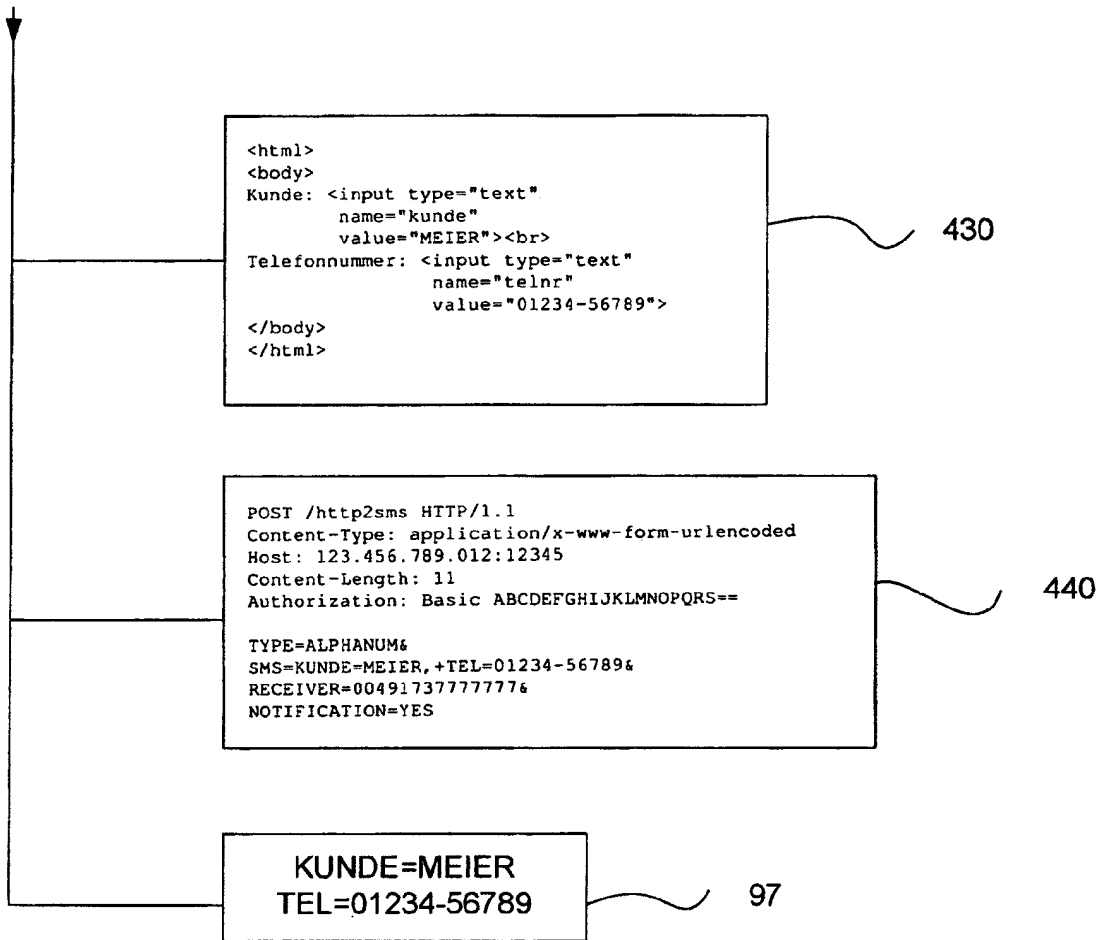 <html>
<body>
Kunde: <input type="text"
name="kunde"
value="MEIER"><br>
Telefonnummer: <input type="text"
name="telnr"
value="01234-56789">
</body>
</html>
430
POST /http2sms HTTP/1.1
Content-Type: application/x-www-form-urlencoded
Host: 123.456.789.012:12345
Content-Length: 11
Authorization: Basic ABCDEFGHIJKLMNOPQRS==
TYPE=ALPHANUM&
SMS=KUNDE=MEIER,+TEL=01234-56789&
RECEIVER=00491737777777&
NOTIFICATION=YES
440
KUNDE=MEIER
TEL=01234-56789
97